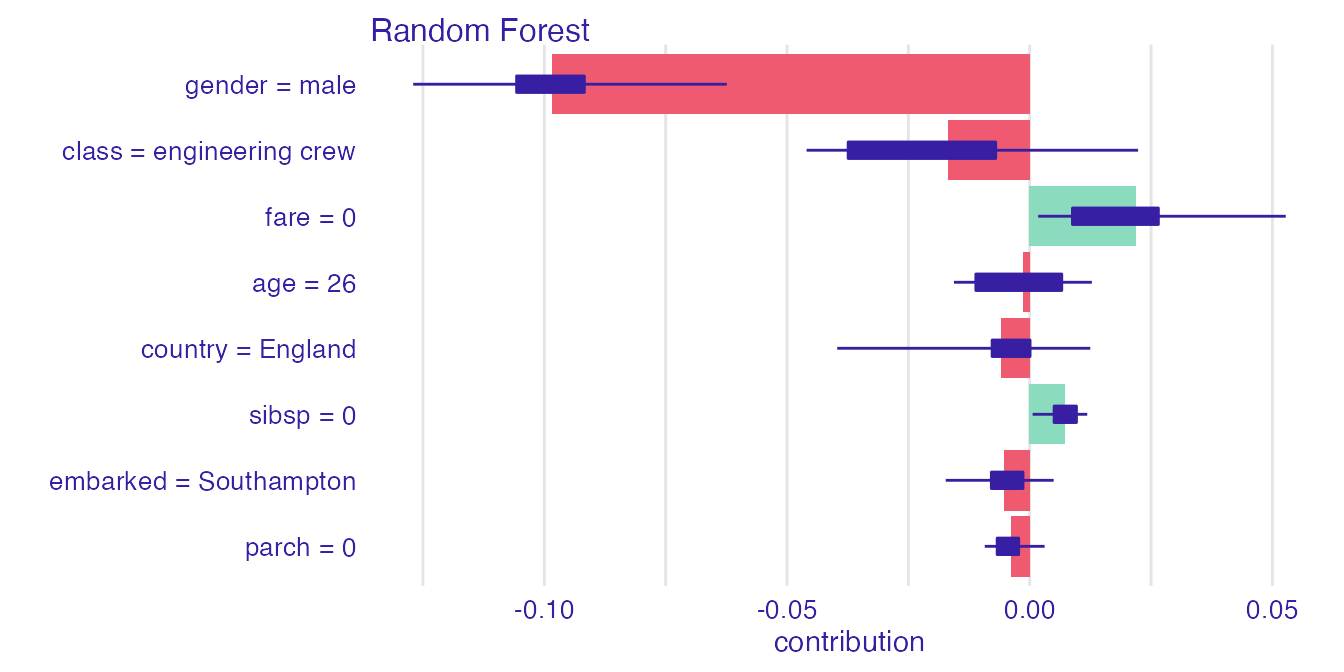 Random Forest
gender = male
class = engineering crew
fare = 0
age = 26
country = England
sibsp = 0
embarked = Southampton
parch = 0
-0.10 -0.05 0.00 0.05
contribution